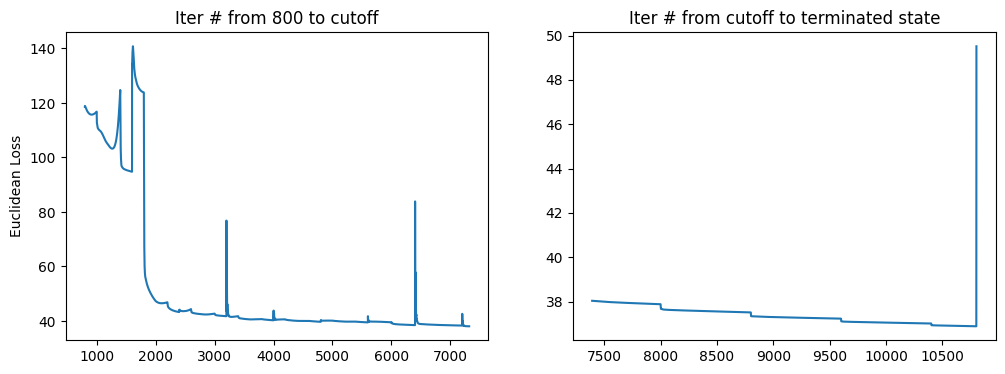 Iter # from 800 to cutoff
Euclidean Loss
140
120
100
80
60
40
1000 2000 3000 4000 5000 6000 7000
Iter # from cutoff to terminated state
50
48
46
44
42
40
38
7500 8000 8500 9000 9500 10000 10500